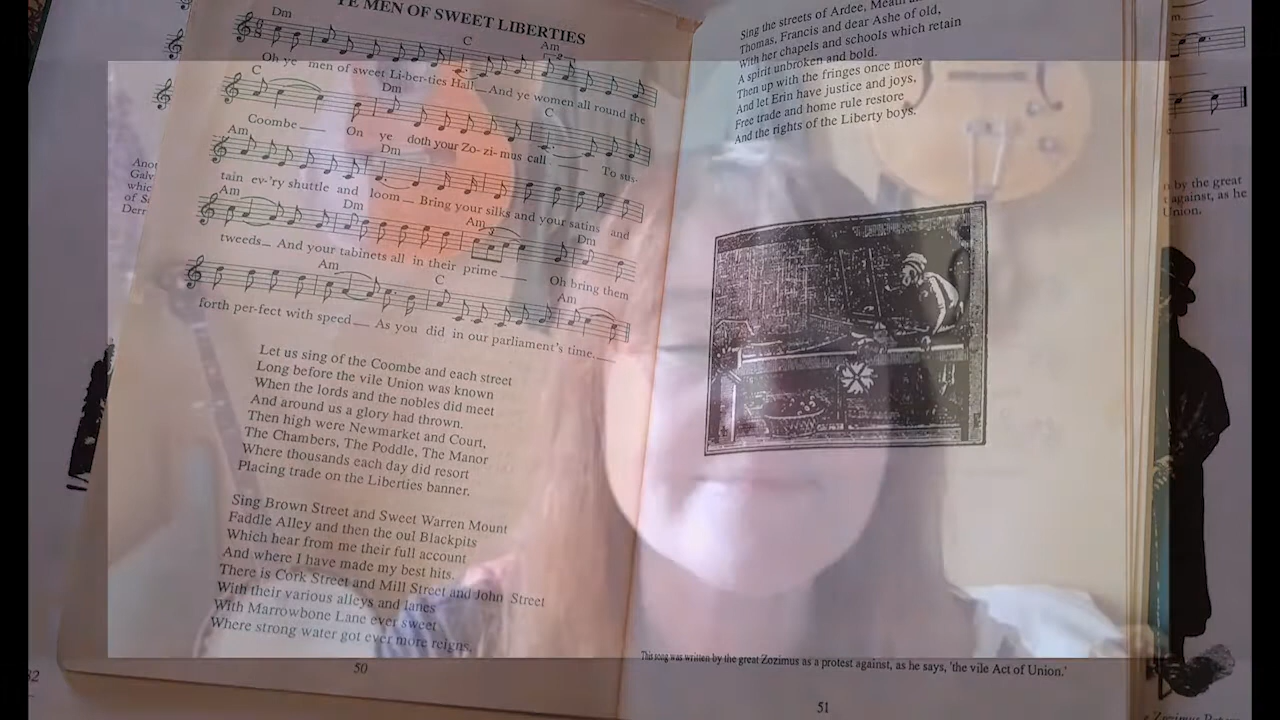 YE MEN OF SWEET LIBERTIES
Dm C Am
Oh ye men of sweet Li-ber-ties Hall And ye women all round the
C Dm C
Coombe On ye doth your Zo-zi-mus call To sus-
Am Dm
tain ev-'ry shuttle and loom Bring your silks and your satins and
Am Dm Am Dm
tweeds And your tabinets all in their prime Oh bring them
Am C Am
forth per-fect with speed As you did in our parliament's time.
Let us sing of the Coombe and each street
Long before the vile Union was known
When the lords and the nobles did meet
And around us a glory had thrown.
Then high were Newmarket and Court,
The Chambers, The Poddle, The Manor
Where thousands each day did resort
Placing trade on the Liberties banner.
Sing Brown Street and Sweet Warren Mount
Faddle Alley and then the oul Blackpits
Which hear from me their full account
And where I have made my best hits.
There is Cork Street and Mill Street and John Street
With their various alleys and lanes
With Marrowbone Lane ever sweet
Where strong water got ever more reigns,
50
Sing the streets of Ardee, Meath
Thomas, Francis and dear Ashe of old,
With her chapels and schools which retain
A spirit unbroken and bold.
Then up with the fringes once more
And let Erin have justice and joys,
Free trade and home rule restore
And the rights of the Liberty boys.
This song was written by the great Zozimus as a protest against, as he says, 'the vile Act of Union.'
51
by the great
against, as he
Union.